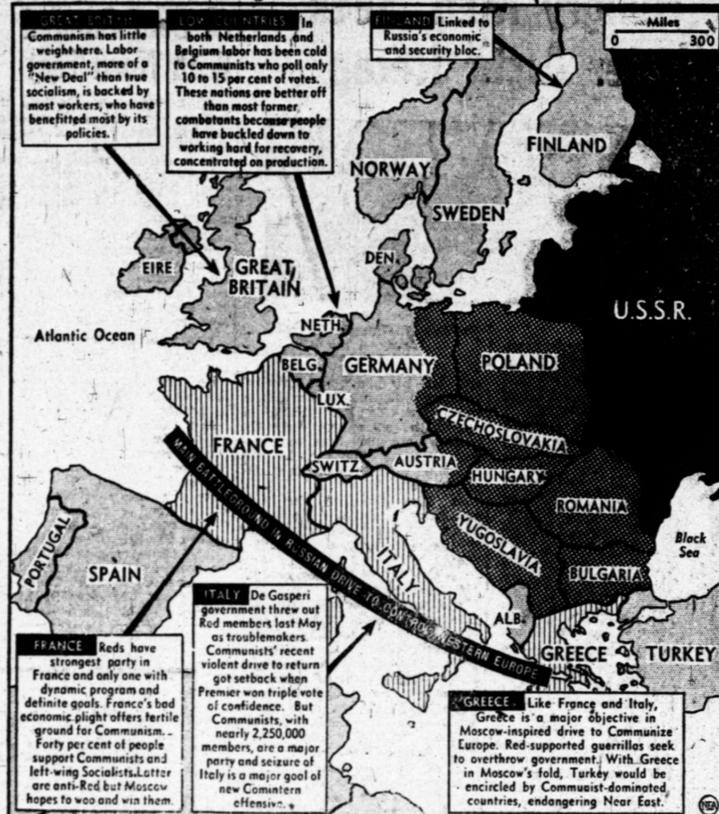 GREAT BRITAIN
Communism has little
weight here. Labor
government, more of a
"New Deal" than true
socialism, is backed by
most workers, who have
benefitted most by its
policies.
LOW COUNTRIES In
both Netherlands and
Belgium labor has been cold
to Communists who poll only
10 to 15 per cent of votes.
These nations are better off
than most former
combatants because people
have buckled down to
working hard for recovery,
concentrated on production.
FINLAND Linked to
Russia's economic
and security bloc.
Miles
0 300
NORWAY
FINLAND
SWEDEN
DEN.
EIRE
GREAT
BRITAIN
U.S.S.R.
Atlantic Ocean
NETH.
BELG.
GERMANY
POLAND
LUX.
CZECHOSLOVAKIA
FRANCE
SWITZ.
AUSTRIA
HUNGARY
ROMANIA
YUGOSLAVIA
Black
Sea
ITALY
BULGARIA
PORTUGAL
SPAIN
ALB.
GREECE
TURKEY
MAIN BATTLEGROUND IN RUSSIAN DRIVE TO CONTROL WESTERN EUROPE
FRANCE Reds have
strongest party in
France and only one with
dynamic program and
definite goals. France's bad
economic plight offers fertile
ground for Communism.
Forty per cent of people
support Communists and
left-wing Socialists. Latter
are anti-Red but Moscow
hopes to woo and win them.
ITALY De Gasperi
government threw out
Red members last May
as troublemakers.
Communists' recent
violent drive to return
got setback when
Premier won triple vote
of confidence. But
Communists, with
nearly 2,250,000
members, are a major
party and seizure of
Italy is a major goal of
new Comintern
offensive.
GREECE Like France and Italy,
Greece is a major objective in
Moscow-inspired drive to Communize
Europe. Red-supported guerrillas seek
to overthrow government. With Greece
in Moscow's fold, Turkey would be
encircled by Communist-dominated
countries, endangering Near East.
NEA